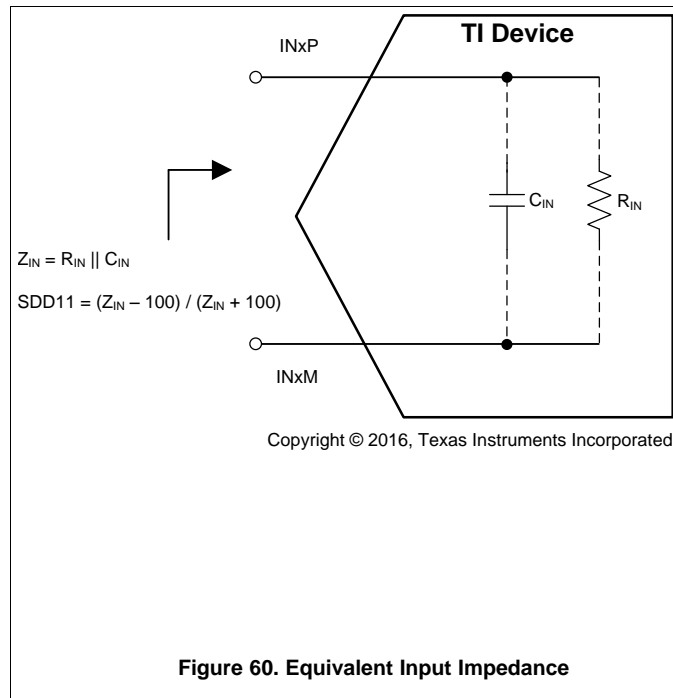 INxP
TI Device
CIN
RIN
ZIN = RIN || CIN
SDD11 = (ZIN – 100) / (ZIN + 100)
INxM
Copyright © 2016, Texas Instruments Incorporated
Figure 60. Equivalent Input Impedance